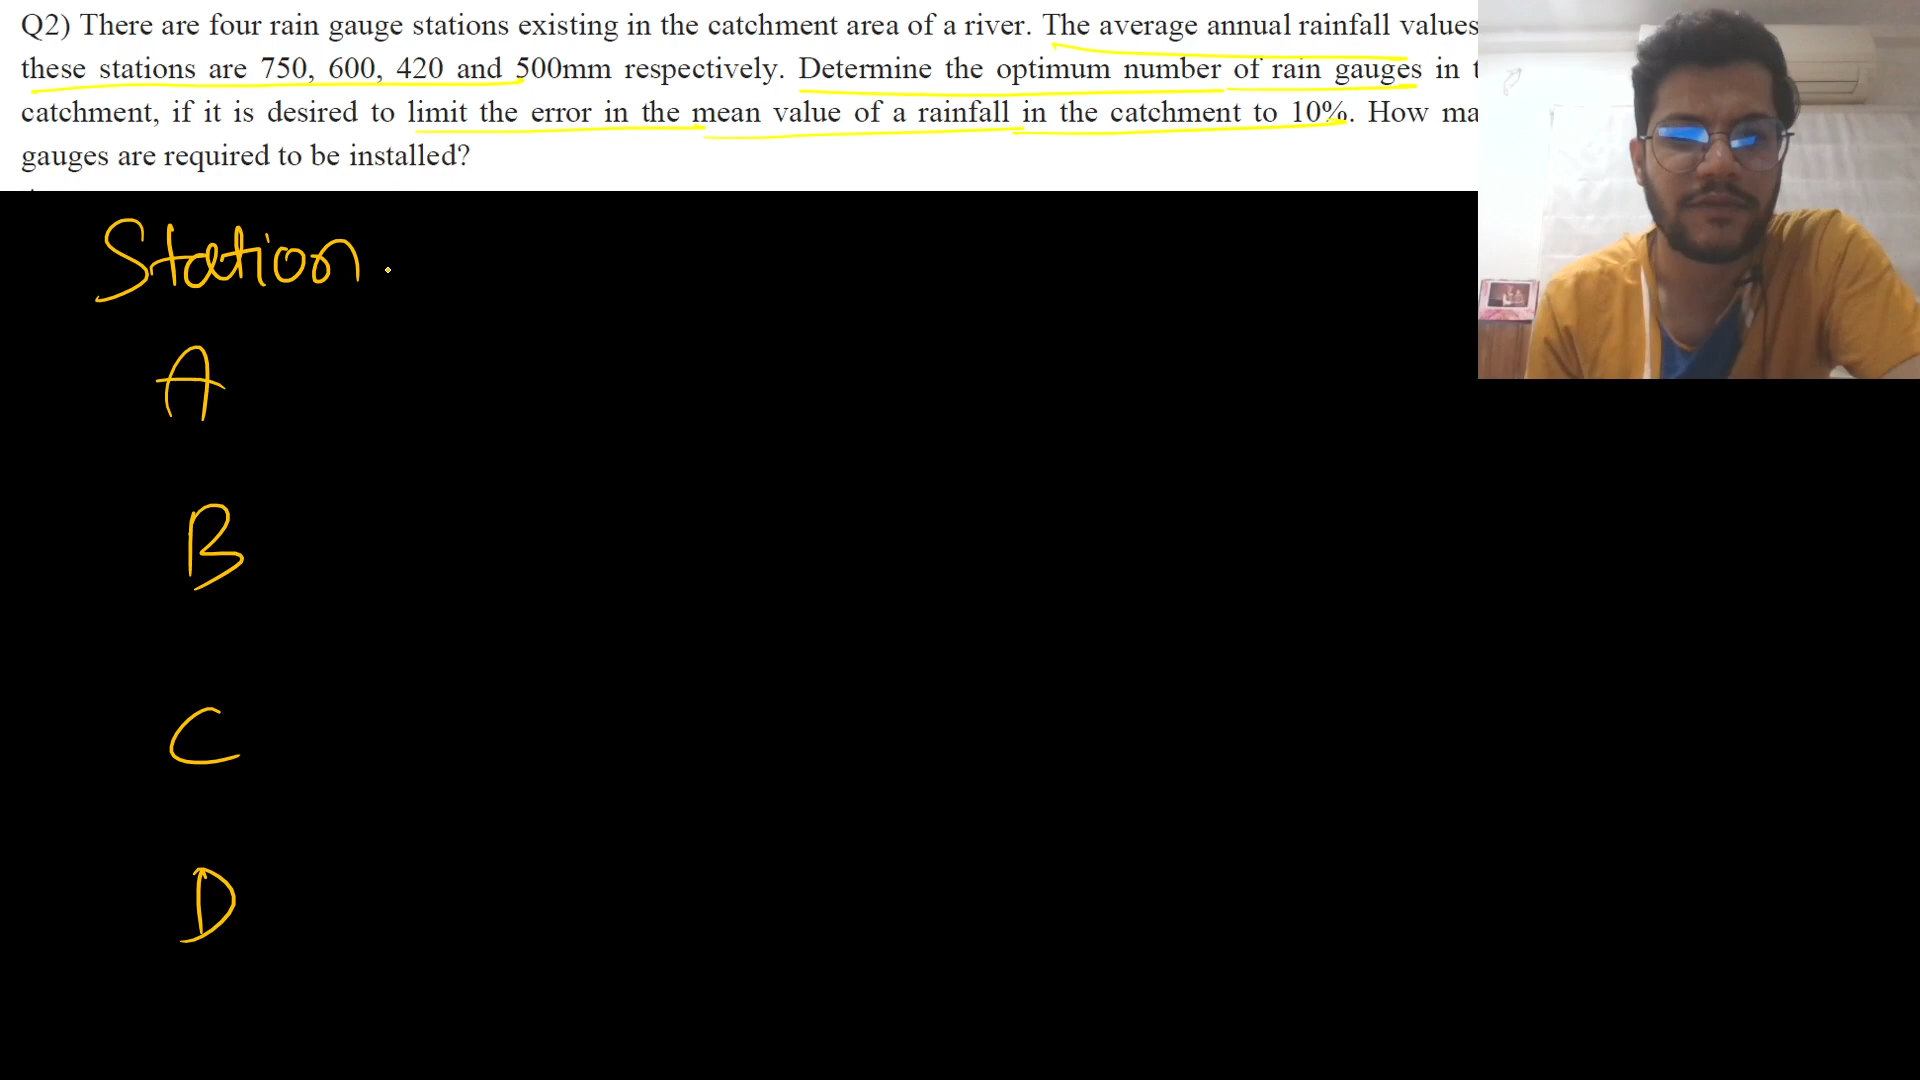 Q2) There are four rain gauge stations existing in the catchment area of a river. The average annual rainfall values
these stations are 750, 600, 420 and 500mm respectively. Determine the optimum number of rain gauges in
catchment, if it is desired to limit the error in the mean value of a rainfall in the catchment to 10%. How
gauges are required to be installed?
Station
A
B
C
D